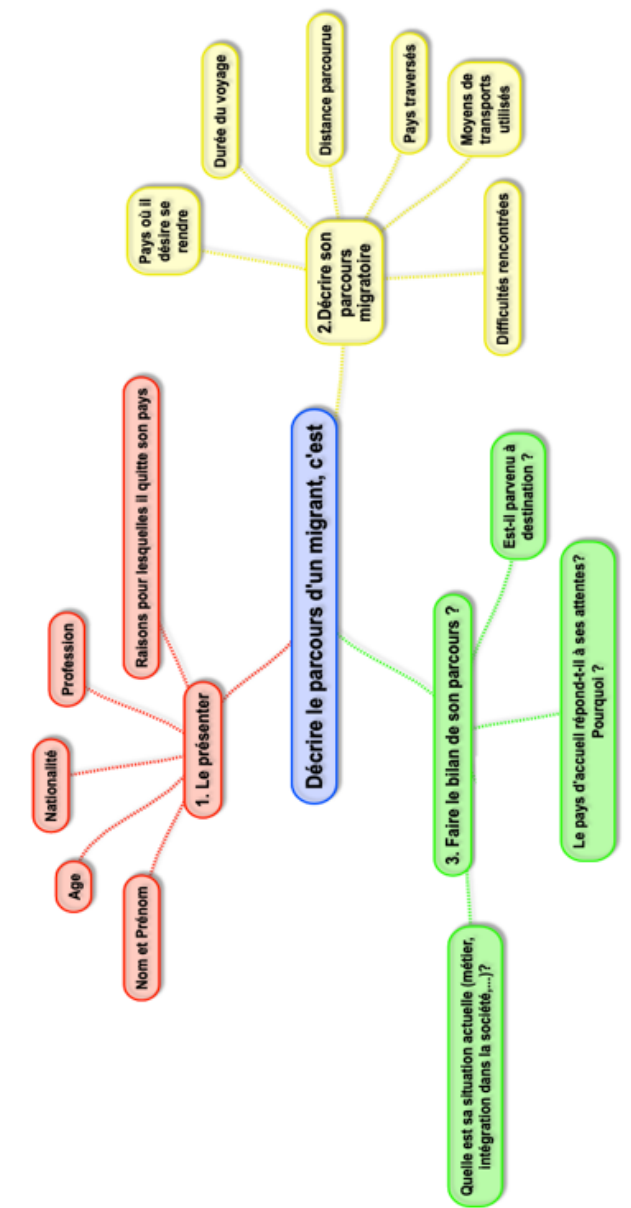 Décrire le parcours d'un migrant, c'est
1. Le présenter
Nom et Prénom
Age
Nationalité
Profession
Raisons pour lesquelles il quitte son pays
2.Décrire son
parcours
migratoire
Pays où il
désire se
rendre
Durée du voyage
Distance parcourue
Pays traversés
Moyens de
transports
utilisés
Difficultés rencontrées
3. Faire le bilan de son parcours ?
Est-il parvenu à
destination ?
Le pays d'accueil répond-t-il à ses attentes?
Pourquoi ?
Quelle est sa situation actuelle (métier,
intégration dans la société,...)?